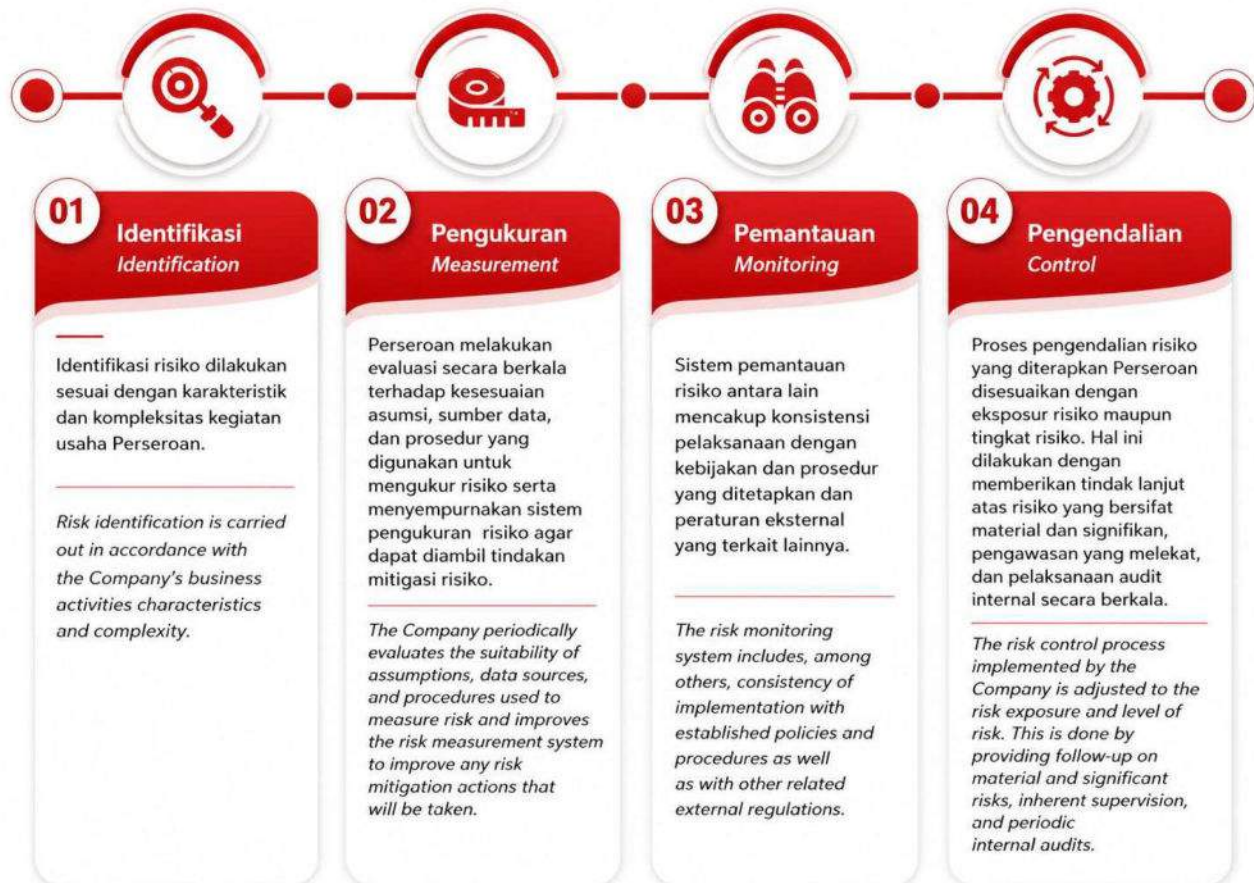 01
Identifikasi
Identification
Identifikasi risiko dilakukan
sesuai dengan karakteristik
dan kompleksitas kegiatan
usaha Perseroan.
Risk identification is carried
out in accordance with
the Company's business
activities characteristics
and complexity.
02
Pengukuran
Measurement
Perseroan melakukan
evaluasi secara berkala
terhadap kesesuaian
asumsi, sumber data,
dan prosedur yang
digunakan untuk
mengukur risiko serta
menyempurnakan sistem
pengukuran risiko agar
dapat diambil tindakan
mitigasi risiko.
The Company periodically
evaluates the suitability of
assumptions, data sources,
and procedures used to
measure risk and improves
the risk measurement system
to improve any risk
mitigation actions that
will be taken.
03
Pemantauan
Monitoring
Sistem pemantauan
risiko antara lain
mencakup konsistensi
pelaksanaan dengan
kebijakan dan prosedur
yang ditetapkan dan
peraturan eksternal
yang terkait lainnya.
The risk monitoring
system includes, among
others, consistency of
implementation with
established policies and
procedures as well
as with other related
external regulations.
04
Pengendalian
Control
Proses pengendalian risiko
yang diterapkan Perseroan
disesuaikan dengan
eksposur risiko maupun
tingkat risiko. Hal ini
dilakukan dengan
memberikan tindak lanjut
atas risiko yang bersifat
material dan signifikan,
pengawasan yang melekat,
dan pelaksanaan audit
internal secara berkala.
The risk control process
implemented by the
Company is adjusted to the
risk exposure and level of
risk. This is done by
providing follow-up on
material and significant
risks, inherent supervision,
and periodic
internal audits.